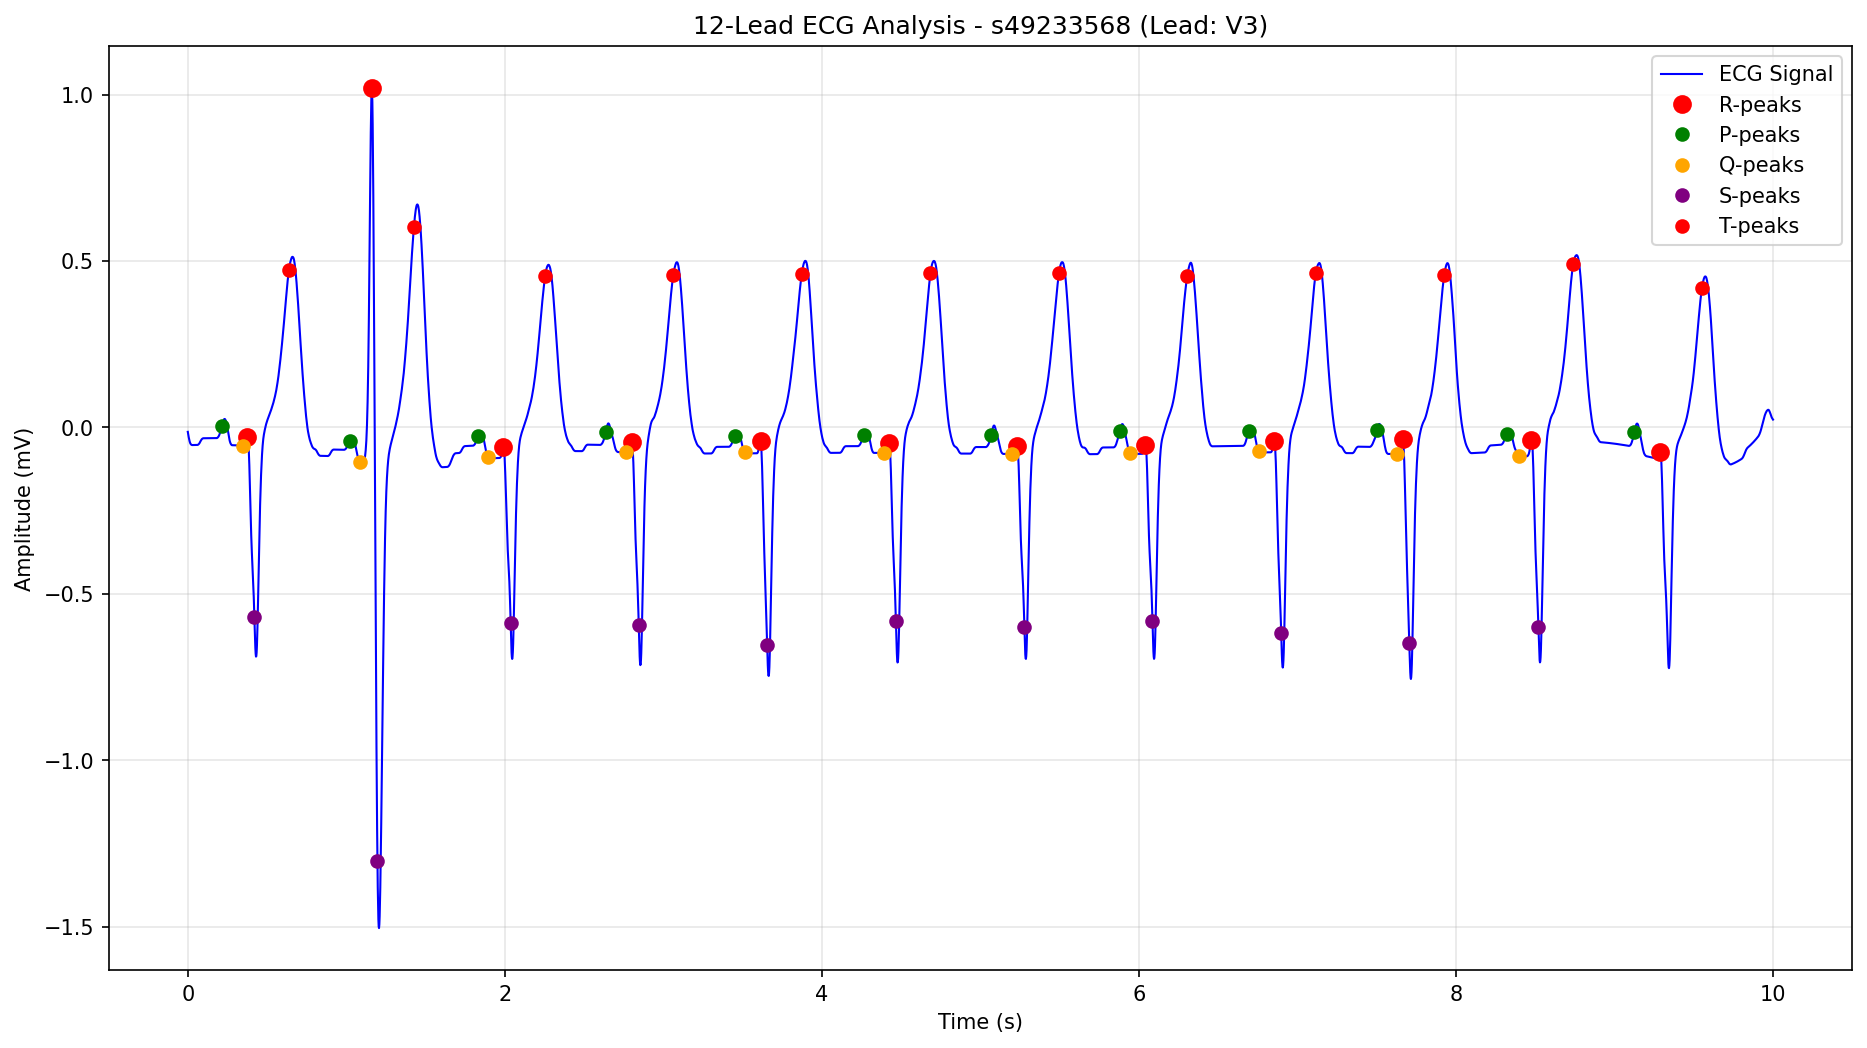 12-Lead ECG Analysis - s49233568 (Lead: V3)
ECG Signal
R-peaks
P-peaks
Q-peaks
S-peaks
T-peaks
Amplitude (mV)
1.0
0.5
0.0
−0.5
−1.0
−1.5
0 2 4 6 8 10
Time (s)